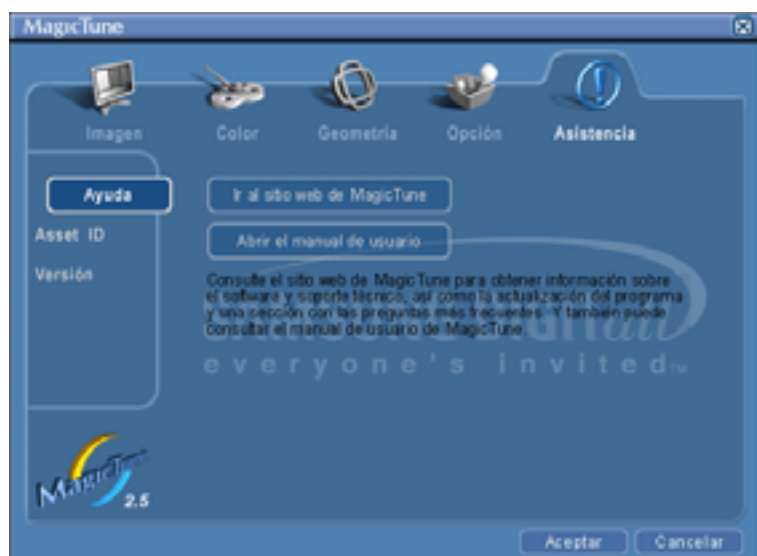 MagicTune
Imagen
Color
Geometría
Opción
Asistencia
Ayuda
Asset ID
Versión
Ir al sitio web de MagicTune
Abrir el manual de usuario
Consulte el sitio web de MagicTune para obtener información sobre
el software y soporte técnico, así como la actualización del programa
y una sección con las preguntas más frecuentes. Y también puede
consultar el manual de usuario de MagicTune.
SAMSUNG DIGITall
everyone's invited™
MagicTune
2.5
Aceptar
Cancelar